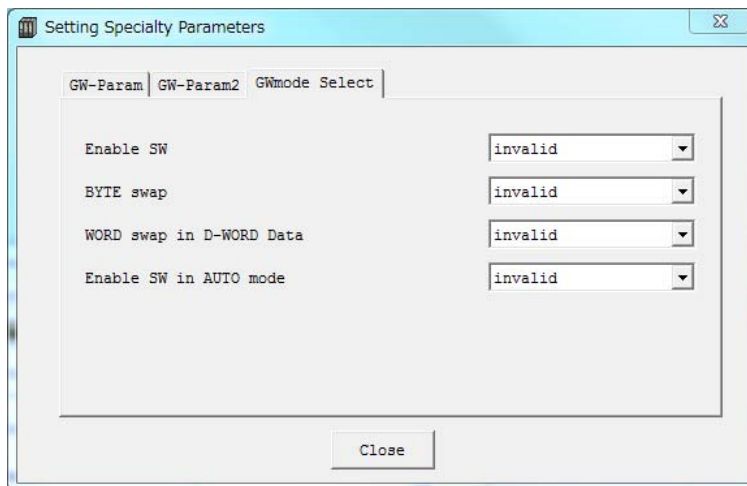 Setting Specialty Parameters
GW-Param GW-Param2 GWmode Select
Enable SW invalid
BYTE swap invalid
WORD swap in D-WORD Data invalid
Enable SW in AUTO mode invalid
Close